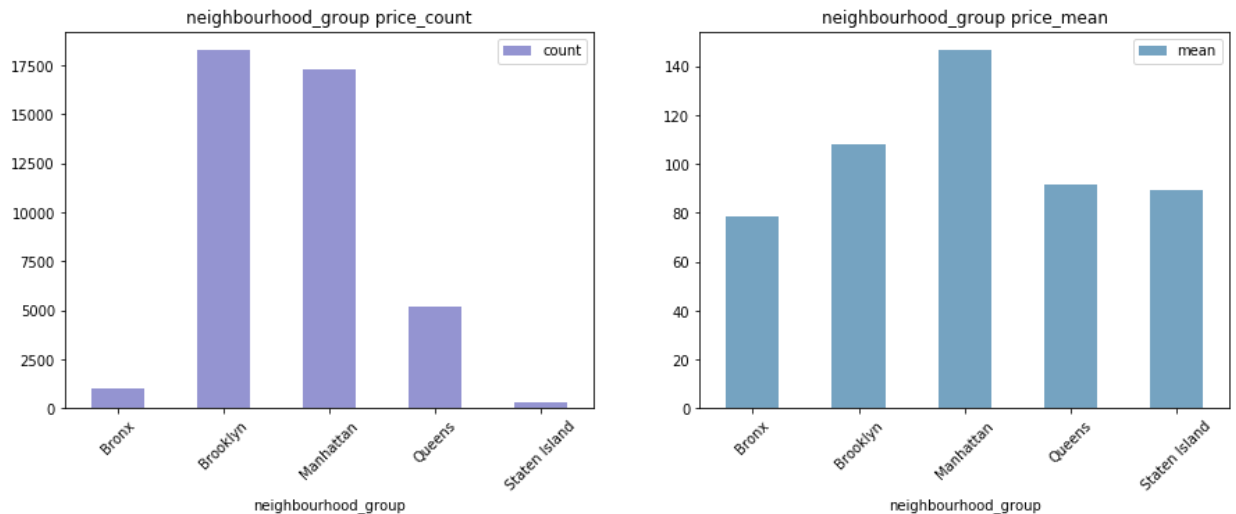 neighbourhood_group price_count
count
17500
15000
12500
10000
7500
5000
2500
0
Bronx
Brooklyn
Manhattan
Queens
Staten Island
neighbourhood_group
neighbourhood_group price_mean
mean
140
120
100
80
60
40
20
0
Bronx
Brooklyn
Manhattan
Queens
Staten Island
neighbourhood_group